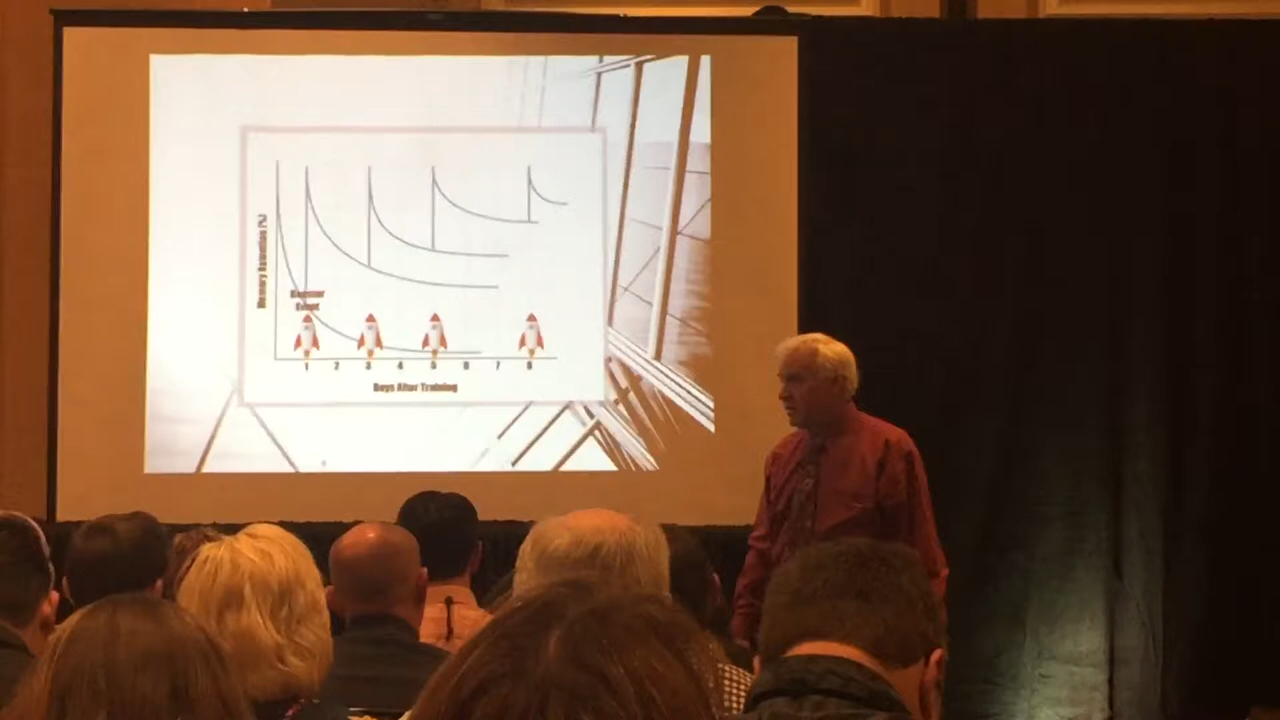 Memory Retention (%)
Booster
Event
1 2 3 4 5 6 7 8
Days After Training